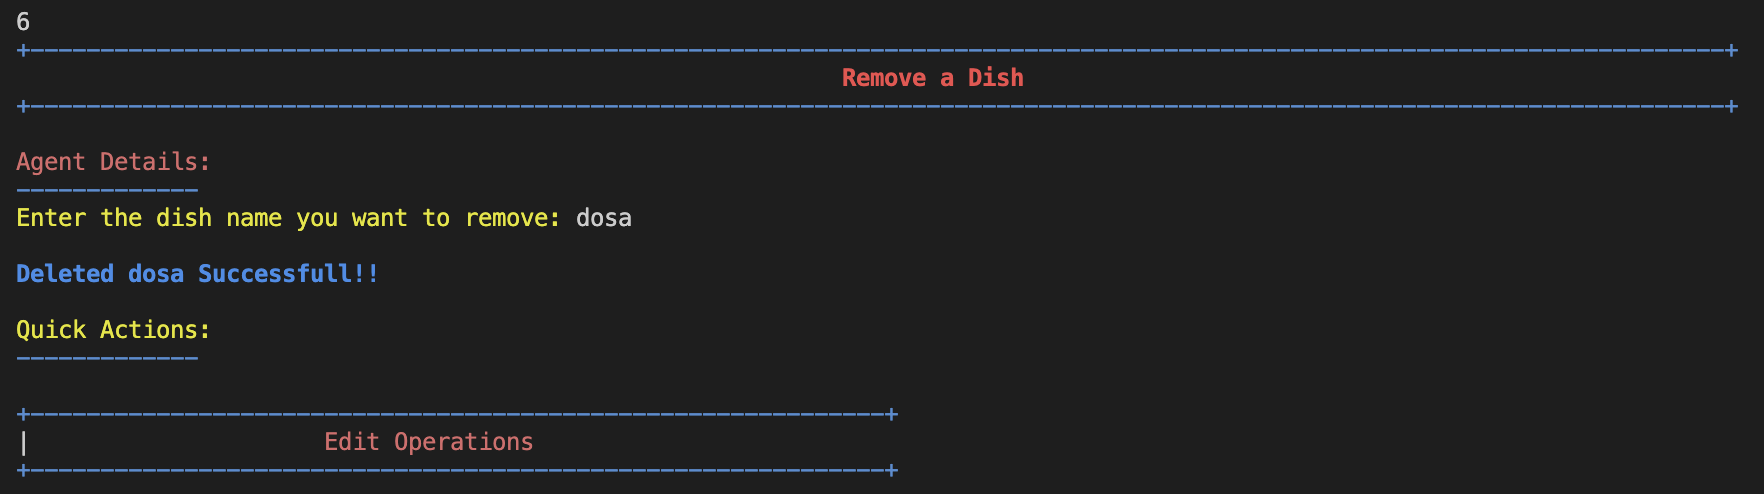 6
+-------------------------------------------------------------------------------------------------------------------------+
Remove a Dish
+-------------------------------------------------------------------------------------------------------------------------+
Agent Details:
-------------
Enter the dish name you want to remove: dosa
Deleted dosa Successfull!!
Quick Actions:
-------------
+-------------------------------------------------------------+
| Edit Operations
+-------------------------------------------------------------+